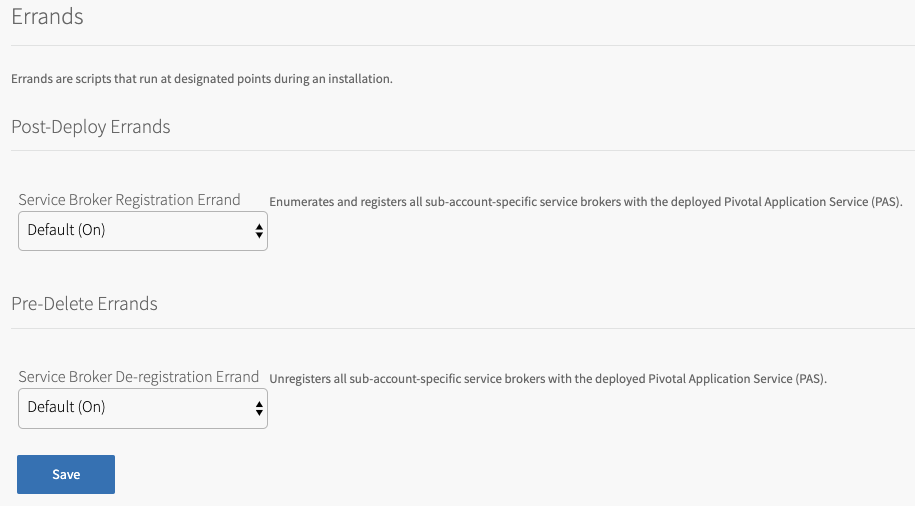 Errands
Errands are scripts that run at designated points during an installation.
Post-Deploy Errands
Service Broker Registration Errand
Enumerates and registers all sub-account-specific service brokers with the deployed Pivotal Application Service (PAS).
Default (On)
Pre-Delete Errands
Service Broker De-registration Errand
Unregisters all sub-account-specific service brokers with the deployed Pivotal Application Service (PAS).
Default (On)
Save